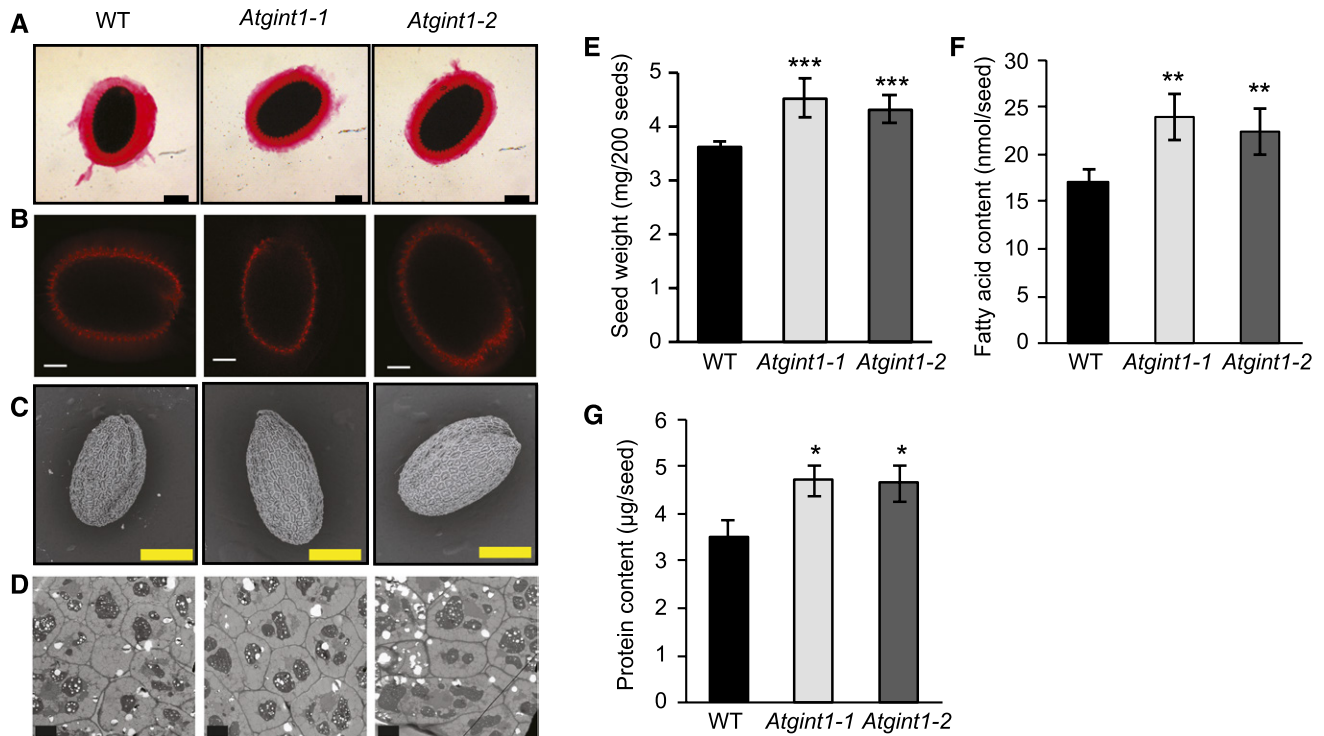 A
WT
Atgint1-1
Atgint1-2
B
C
D
E
Seed weight (mg/200 seeds)
5
4
3
2
1
0
***
***
WT
Atgint1-1
Atgint1-2
F
Fatty acid content (nmol/seed)
30
25
20
15
10
5
0
**
**
WT
Atgint1-1
Atgint1-2
G
Protein content (μg/seed)
6
5
4
3
2
1
0
*
*
WT
Atgint1-1
Atgint1-2